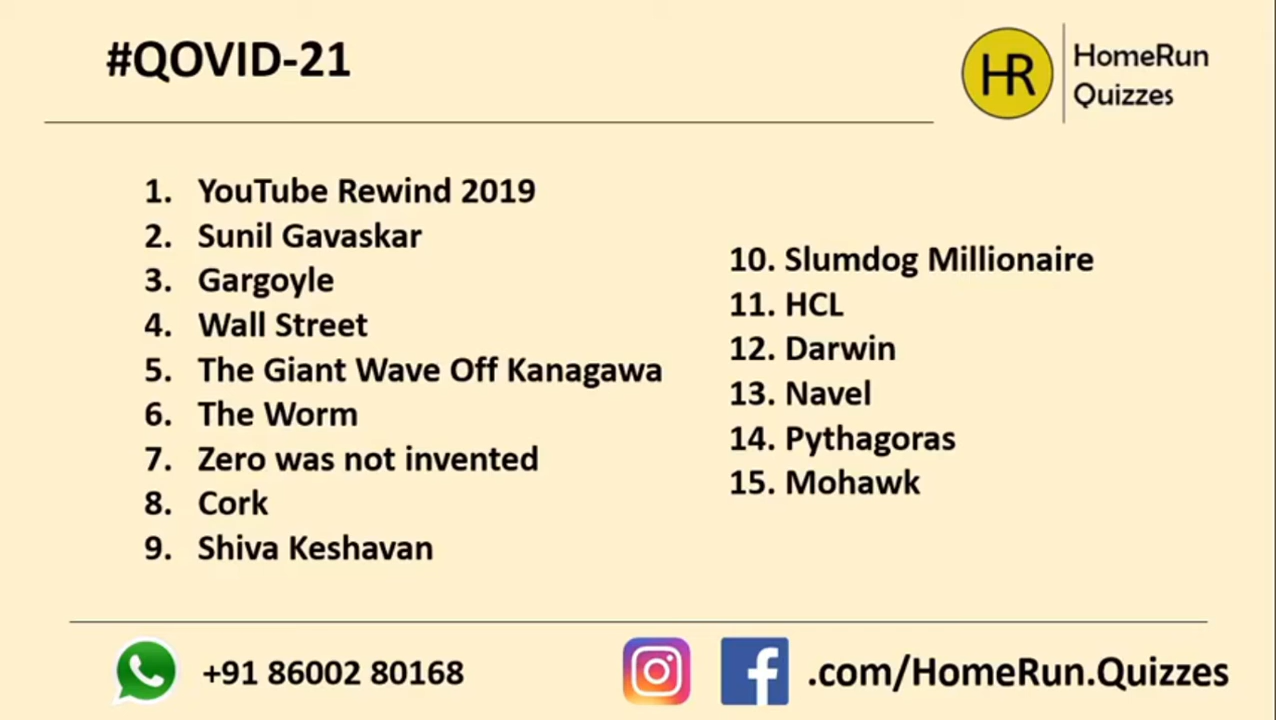 #QOVID-21
HR
HomeRun
Quizzes
1. YouTube Rewind 2019
2. Sunil Gavaskar
3. Gargoyle
4. Wall Street
5. The Giant Wave Off Kanagawa
6. The Worm
7. Zero was not invented
8. Cork
9. Shiva Keshavan
10. Slumdog Millionaire
11. HCL
12. Darwin
13. Navel
14. Pythagoras
15. Mohawk
+91 86002 80168
f
.com/HomeRun.Quizzes